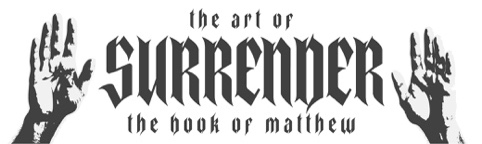 the art of
SURRENDER
the book of matthew